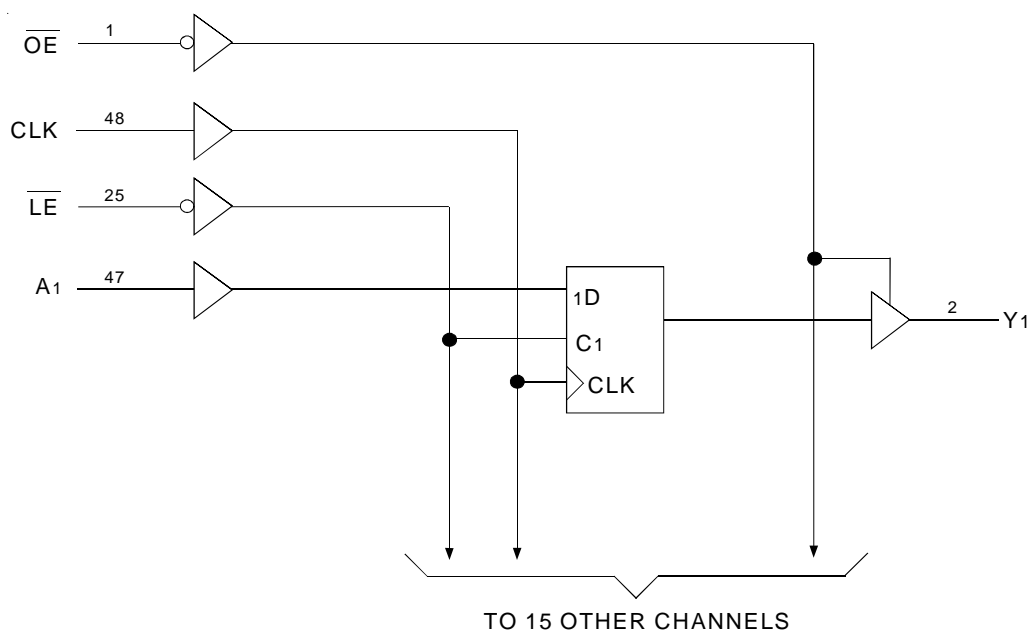 OE 1
CLK 48
LE 25
A1 47
1D
C1
CLK
2 Y1
TO 15 OTHER CHANNELS